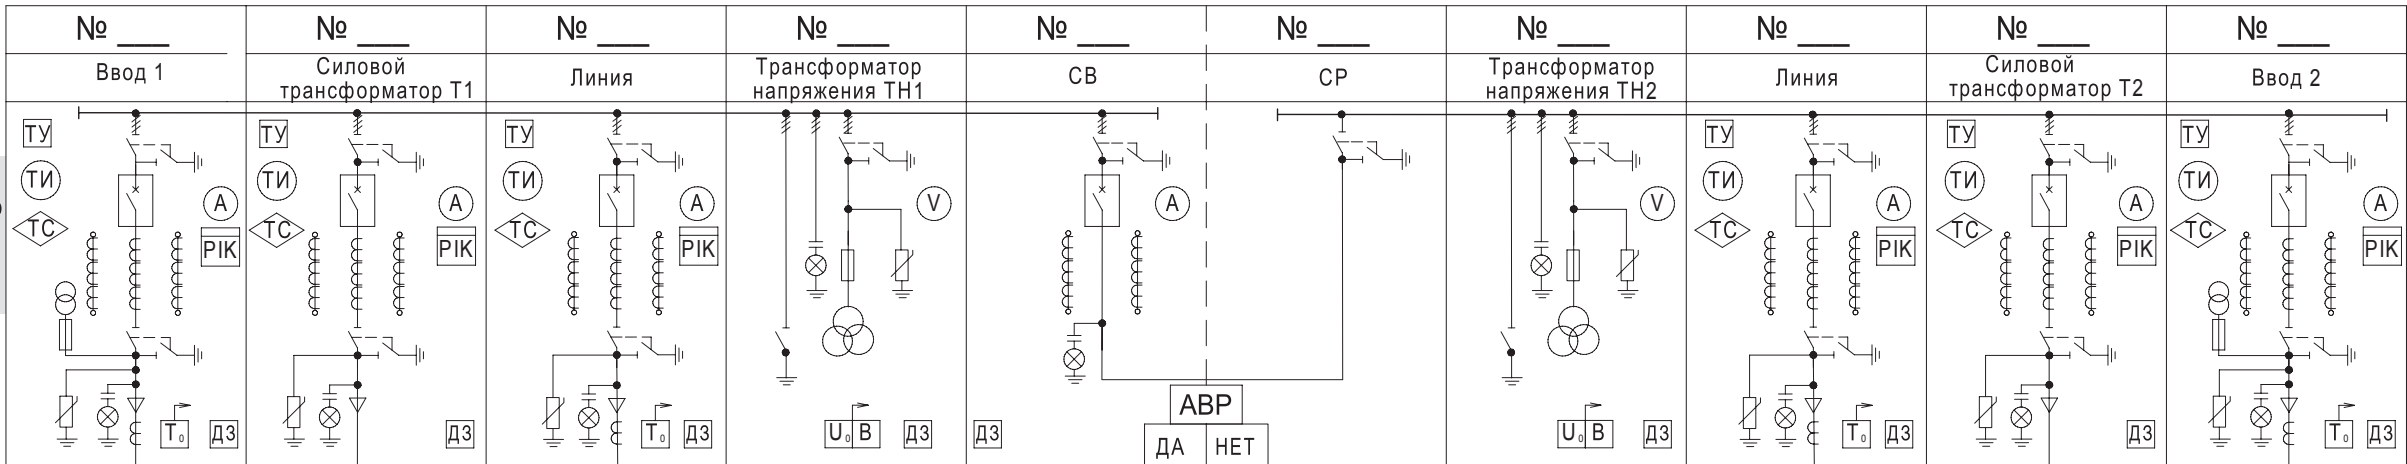 № ___ № ___ № ___ № ___ № ___ № ___ № ___ № ___ № ___ № ___
Ввод 1
Силовой
трансформатор Т1
Линия
Трансформатор
напряжения ТН1
СВ
СР
Трансформатор
напряжения ТН2
Линия
Силовой
трансформатор Т2
Ввод 2
ТУ ТУ ТУ ТУ ТУ ТУ
ТИ ТИ ТИ ТИ ТИ ТИ
А А А V А V А А А
ТС ТС ТС ТС ТС ТС
PIK PIK PIK PIK PIK PIK
АВР
T₀ ДЗ ДЗ T₀ ДЗ U₀ В ДЗ ДЗ U₀ В ДЗ T₀ ДЗ ДЗ T₀ ДЗ
ДА НЕТ